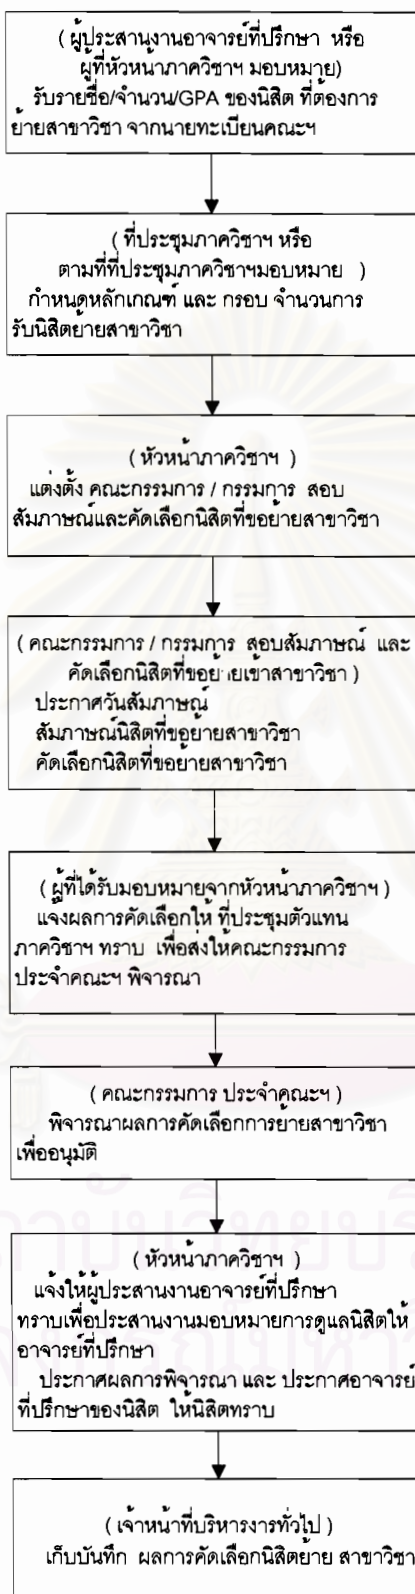 ( ผู้ประสานงานอาจารย์ที่ปรึกษา หรือ
ผู้ที่หัวหน้าภาควิชาฯ มอบหมาย)
รับรายชื่อ/จำนวน/GPA ของนิสิต ที่ต้องการ
ย้ายสาขาวิชา จากนายทะเบียนคณะฯ
( ที่ประชุมภาควิชาฯ หรือ
ตามที่ที่ประชุมภาควิชาฯมอบหมาย )
กำหนดหลักเกณฑ์ และ กรอบ จำนวนการ
รับนิสิตย้ายสาขาวิชา
( หัวหน้าภาควิชาฯ )
แต่งตั้ง คณะกรรมการ / กรรมการ สอบ
สัมภาษณ์และคัดเลือกนิสิตที่ขอย้ายสาขาวิชา
( คณะกรรมการ / กรรมการ สอบสัมภาษณ์ และ
คัดเลือกนิสิตที่ขอย้ายเข้าสาขาวิชา )
ประกาศวันสัมภาษณ์
สัมภาษณ์นิสิตที่ขอย้ายสาขาวิชา
คัดเลือกนิสิตที่ขอย้ายสาขาวิชา
( ผู้ที่ได้รับมอบหมายจากหัวหน้าภาควิชาฯ )
แจงผลการคัดเลือกให้ ที่ประชุมตัวแทน
ภาควิชาฯ ทราบ เพื่อส่งให้คณะกรรมการ
ประจำคณะฯ พิจารณา
( คณะกรรมการ ประจำคณะฯ )
พิจารณาผลการคัดเลือกการย้ายสาขาวิชา
เพื่ออนุมัติ
( หัวหน้าภาควิชาฯ )
แจ้งให้ผู้ประสานงานอาจารย์ที่ปรึกษา
ทราบเพื่อประสานงานมอบหมายการดูแลนิสิตให้
อาจารย์ที่ปรึกษา
ประกาศผลการพิจารณา และ ประกาศอาจารย์
ที่ปรึกษาของนิสิต ให้นิสิตทราบ
( เจ้าหน้าที่บริหารงารทั่วไป )
เก็บบันทึก ผลการคัดเลือกนิสิตย้าย สาขาวิชา